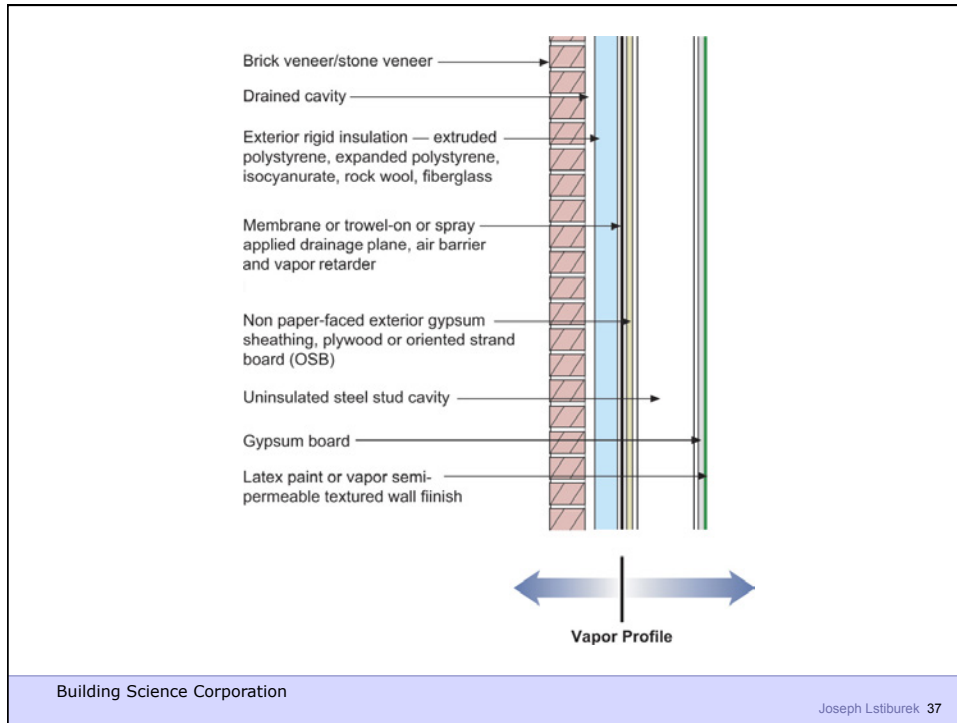 Brick veneer/stone veneer
Drained cavity
Exterior rigid insulation — extruded
polystyrene, expanded polystyrene,
isocyanurate, rock wool, fiberglass
Membrane or trowel-on or spray
applied drainage plane, air barrier
and vapor retarder
Non paper-faced exterior gypsum
sheathing, plywood or oriented strand
board (OSB)
Uninsulated steel stud cavity
Gypsum board
Latex paint or vapor semi-
permeable textured wall fiinish
Vapor Profile
Building Science Corporation
Joseph Lstiburek 37